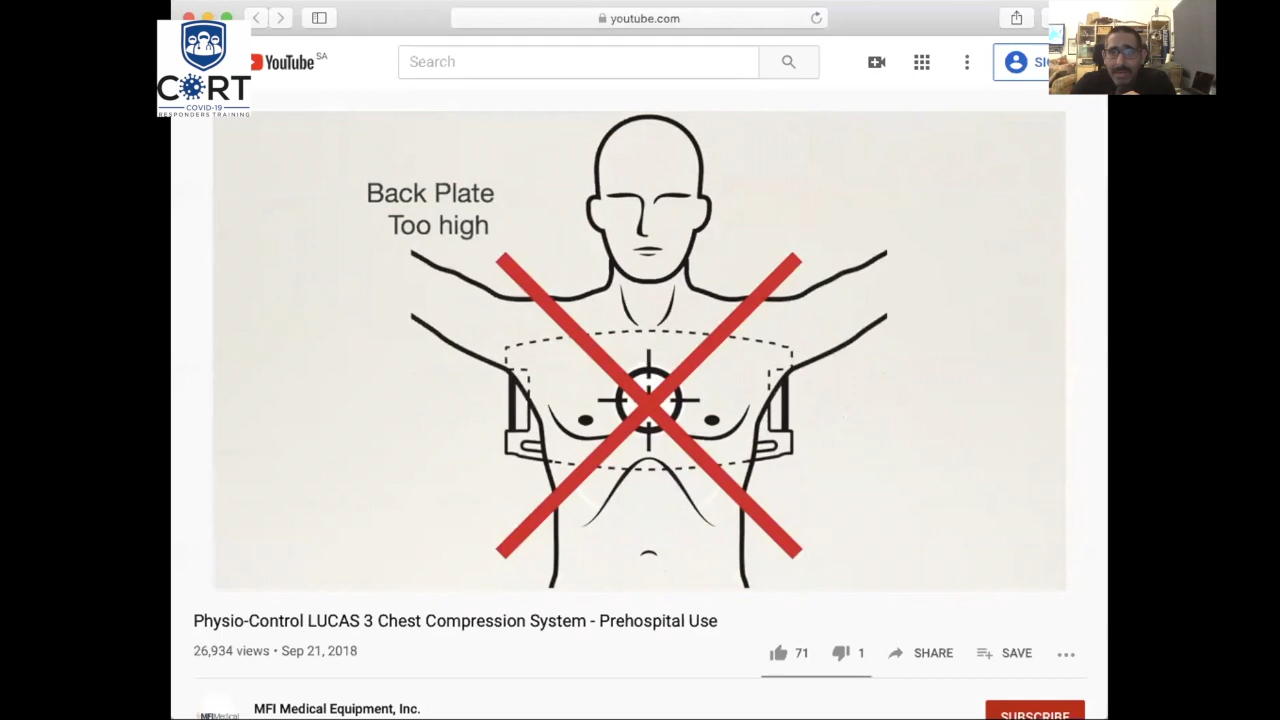 youtube.com
CORT
COVID-19
RESPONDERS TRAINING
YouTube SA
Search
SI
Back Plate
Too high
Physio-Control LUCAS 3 Chest Compression System - Prehospital Use
26,934 views • Sep 21, 2018
71
1
SHARE
SAVE
MFI Medical Equipment, Inc.
MFIMedical
SUBSCRIBE